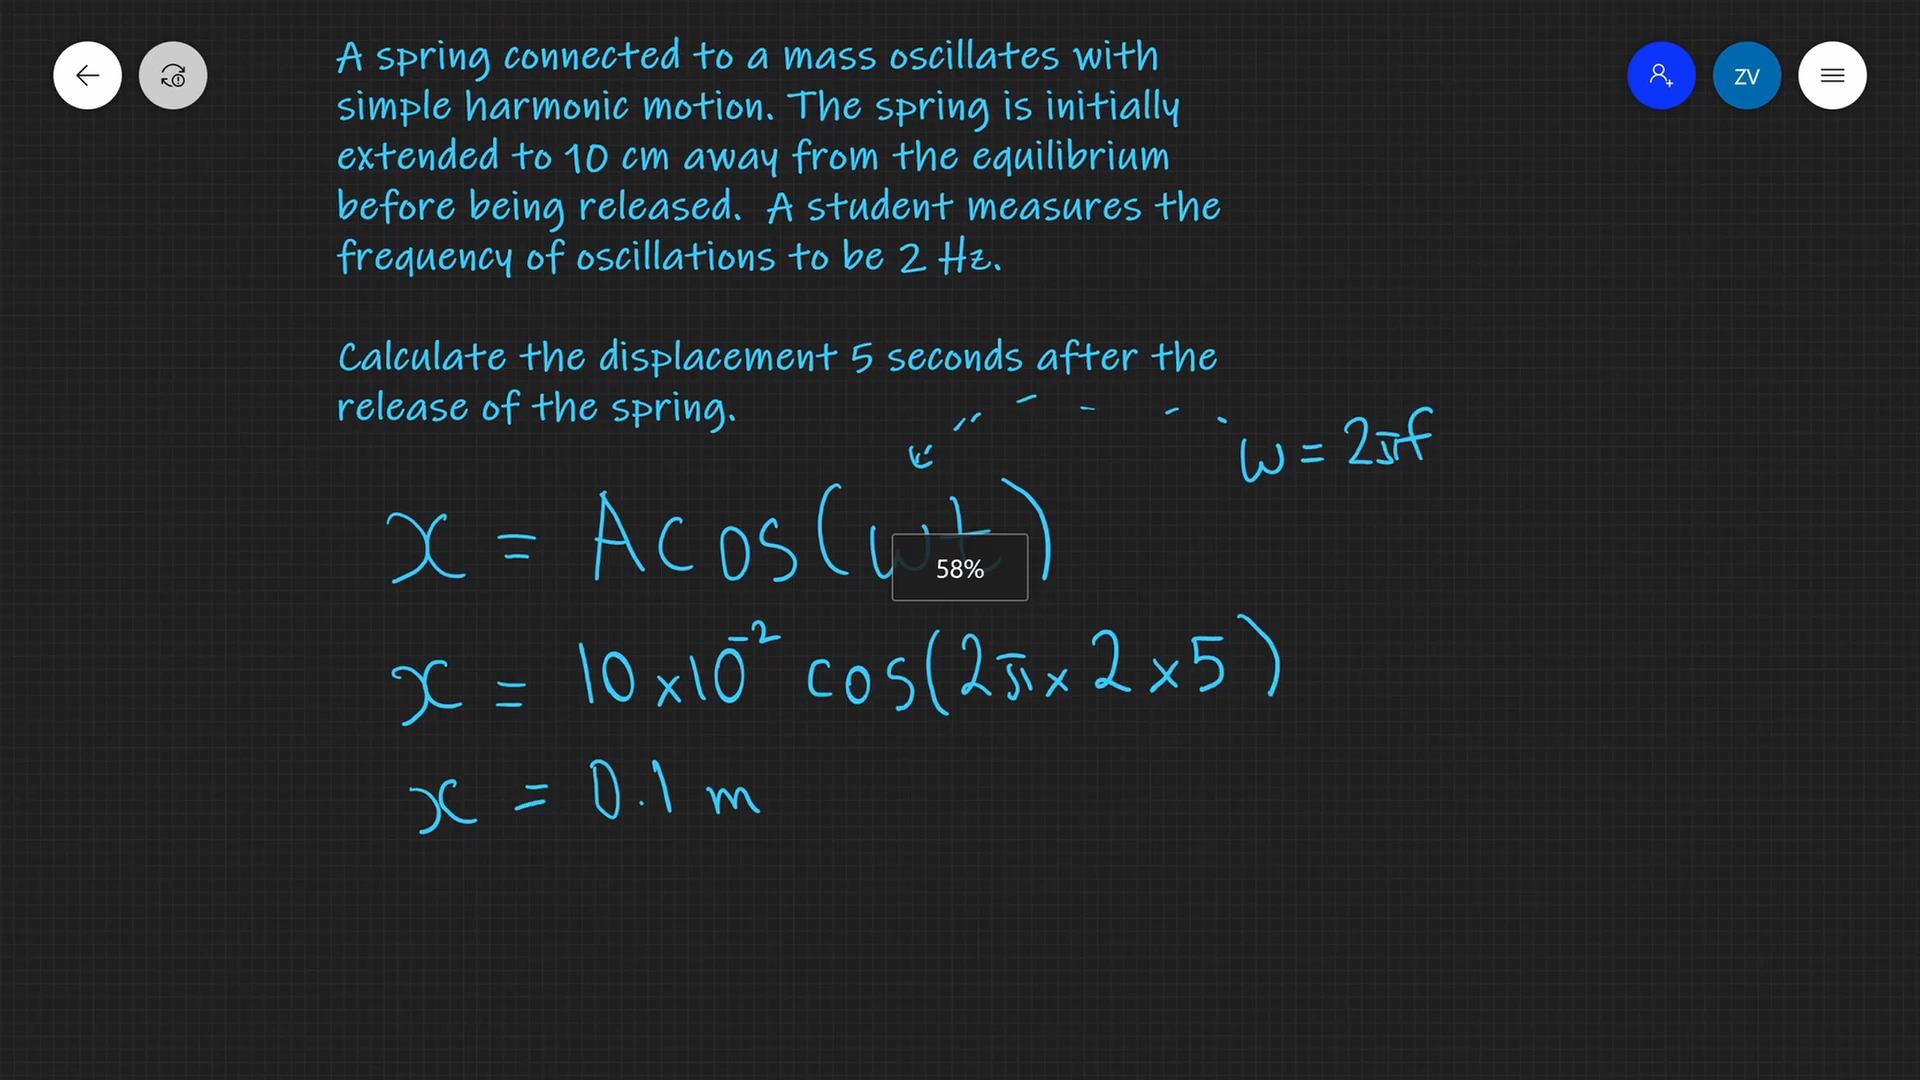 A spring connected to a mass oscillates with
simple harmonic motion. The spring is initially
extended to 10 cm away from the equilibrium
before being released. A student measures the
frequency of oscillations to be 2 Hz.
Calculate the displacement 5 seconds after the
release of the spring.
ω = 2πf
x = A cos(ωt)
58%
x = 10×10⁻² cos(2π × 2 × 5)
x = 0.1 m
ZV